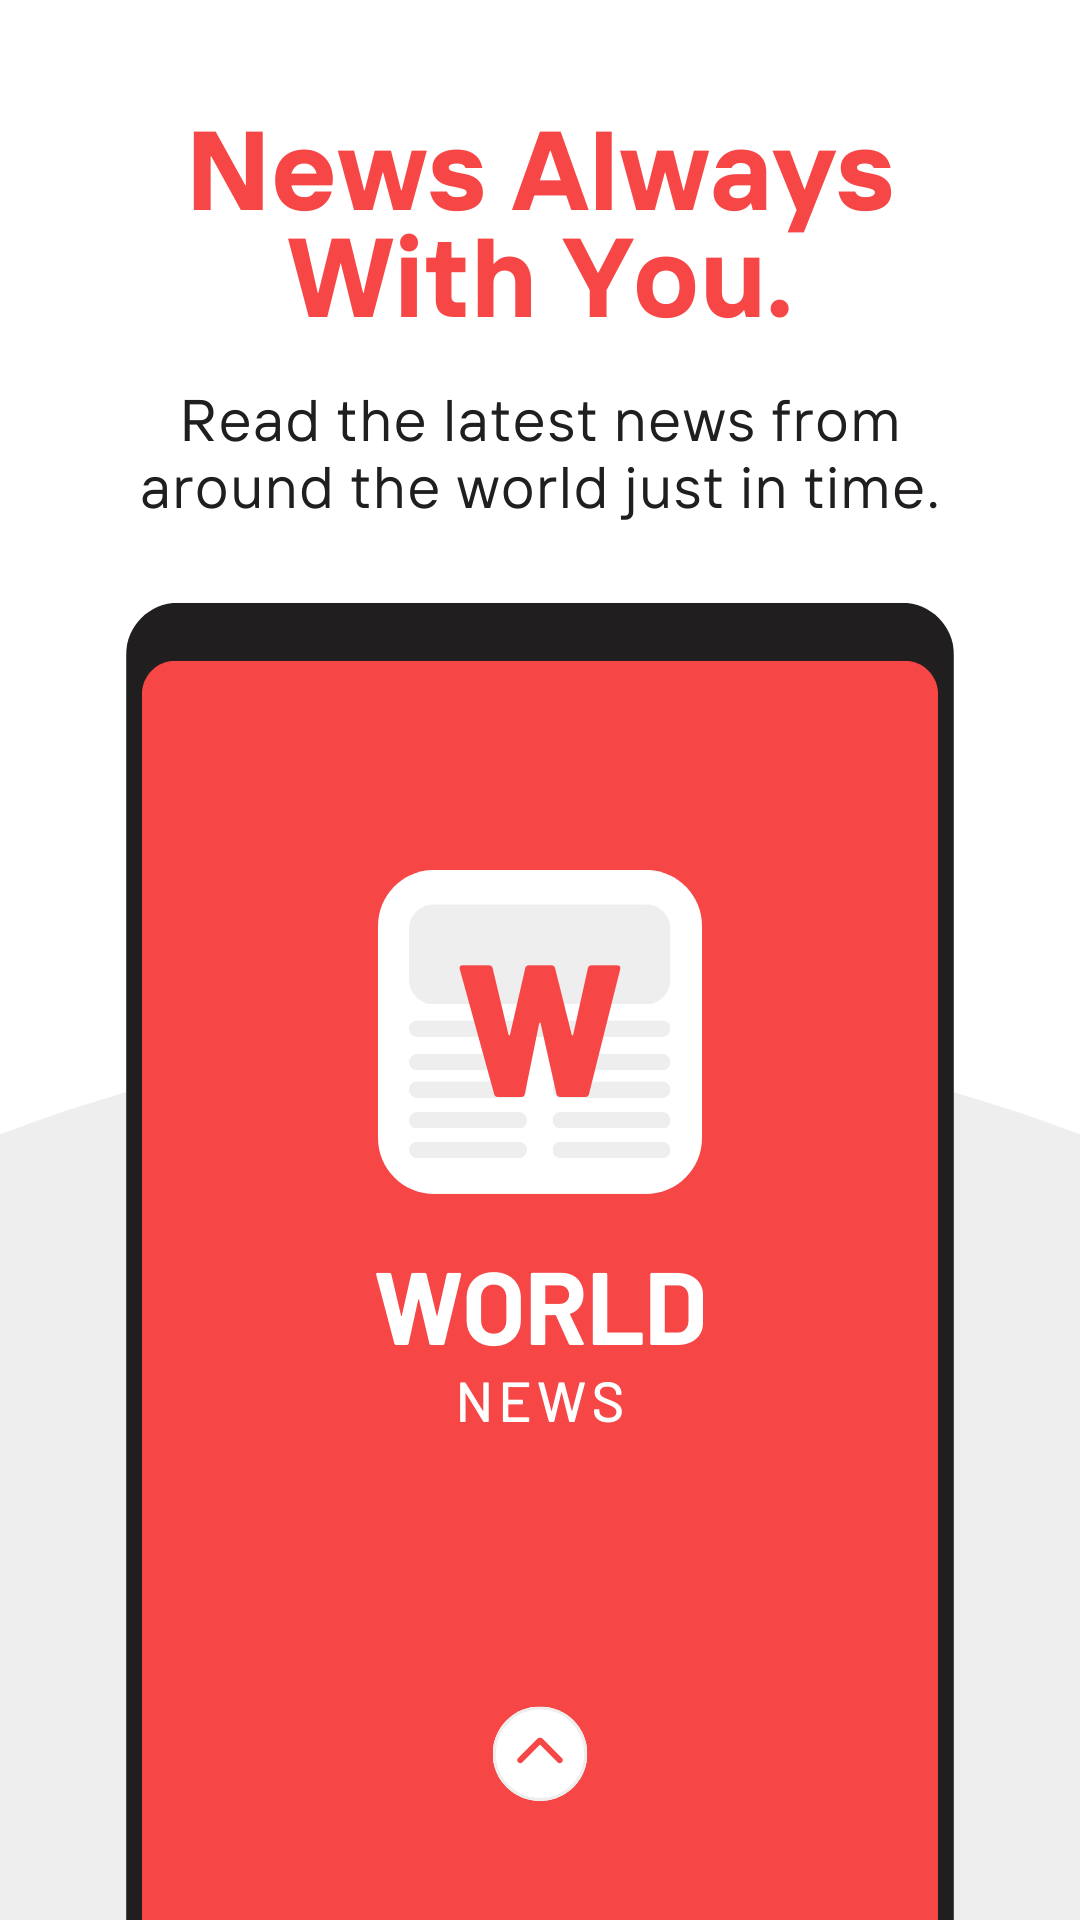 News Always
With You.
Read the latest news from
around the world just in time.
W
WORLD
NEWS